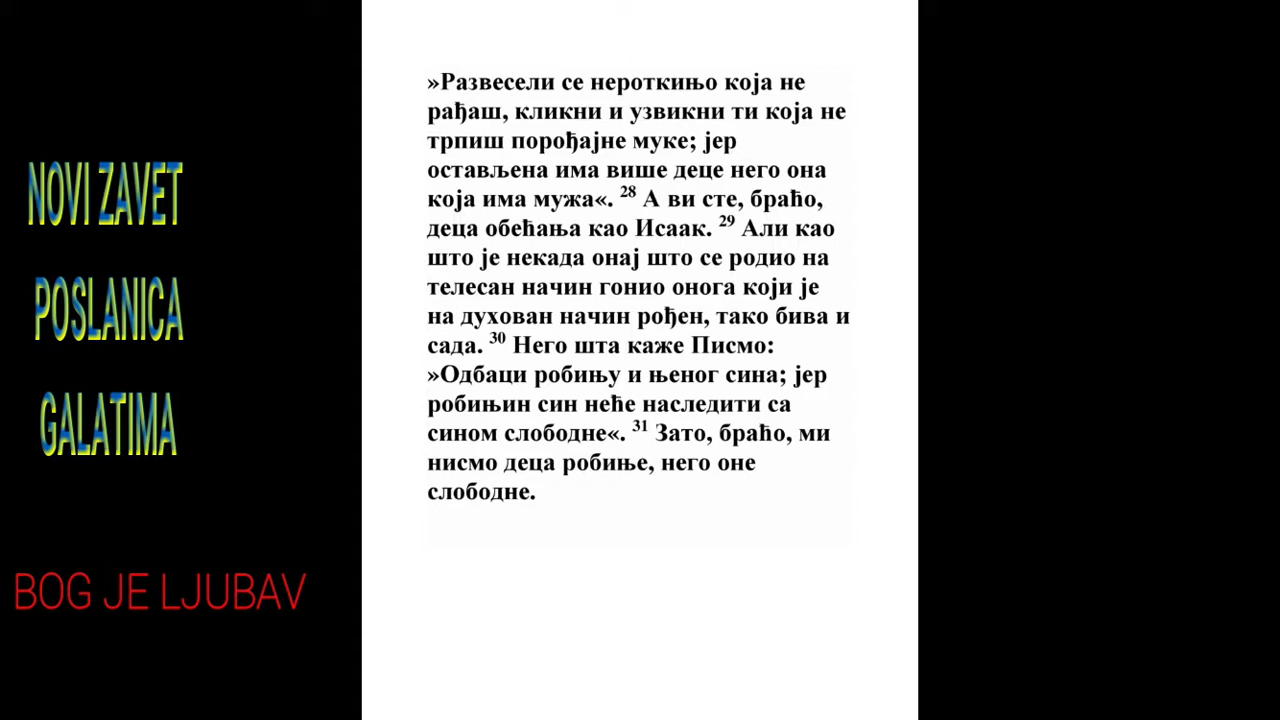 NOVI ZAVET
POSLANICA
GALATIMA
BOG JE LJUBAV
»Развесели се нероткињо која не
рађаш, кликни и узвикни ти која не
трпиш порођајне муке; јер
остављена има више деце него она
која има мужа«. 28 А ви сте, браћо,
деца обећања као Исаак. 29 Али као
што је некада онај што се родио на
телесан начин гонио онога који је
на духован начин рођен, тако бива и
сада. 30 Него шта каже Писмо:
»Одбаци робињу и њеног сина; јер
робињин син неће наследити са
сином слободне«. 31 Зато, браћо, ми
нисмо деца робиње, него оне
слободне.